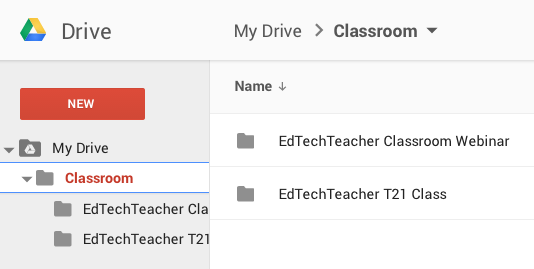 Drive
My Drive > Classroom
NEW
My Drive
Classroom
EdTechTeacher Cla
EdTechTeacher T21
Name ↓
EdTechTeacher Classroom Webinar
EdTechTeacher T21 Class